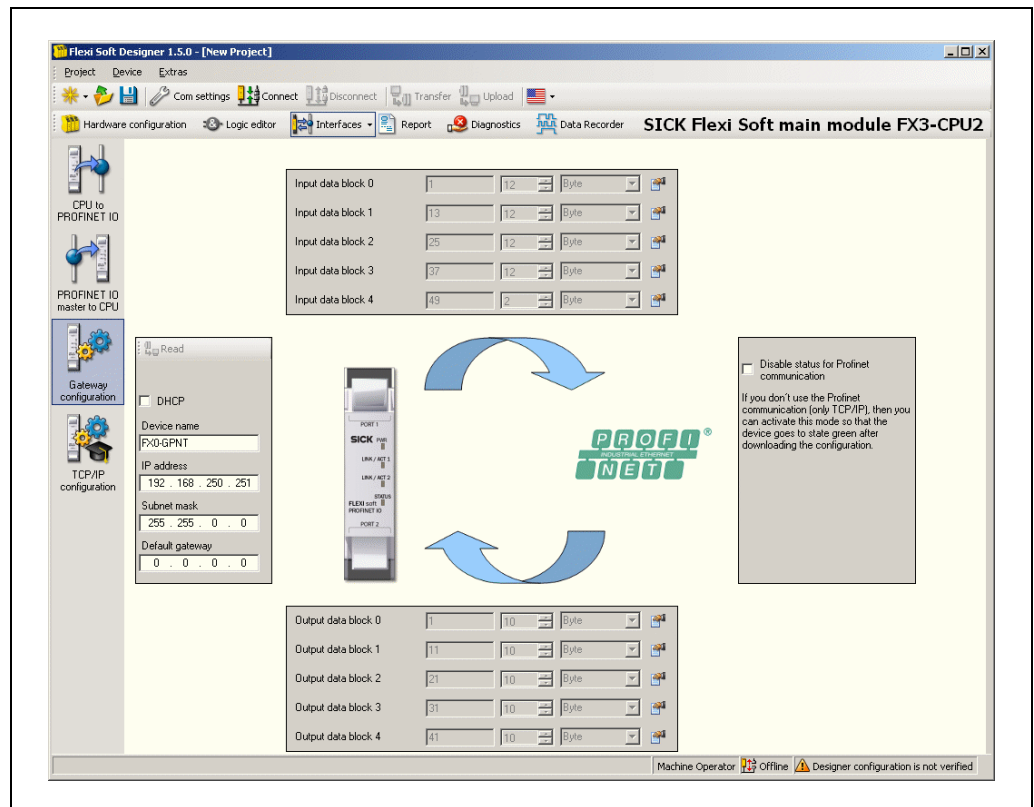 Flexi Soft Designer 1.5.0 - [New Project]
Project Device Extras
Com settings Connect Disconnect Transfer Upload
Hardware configuration Logic editor Interfaces Report Diagnostics Data Recorder SICK Flexi Soft main module FX3-CPU2
CPU to
PROFINET IO
PROFINET IO
master to CPU
Gateway
configuration
TCP/IP
configuration
Input data block 0 1 12 Byte
Input data block 1 13 12 Byte
Input data block 2 25 12 Byte
Input data block 3 37 12 Byte
Input data block 4 49 2 Byte
Read
DHCP
Device name
FX0-GPNT
IP address
192 . 168 . 250 . 251
Subnet mask
255 . 255 . 0 . 0
Default gateway
0 . 0 . 0 . 0
PORT 1
SICK PWR
LINK / ACT 1
LINK / ACT 2
STATUS
FLEXI soft
PROFINET IO
PORT 2
PROFI®
INDUSTRIAL ETHERNET
NET
Disable status for Profinet
communication
If you don´t use the Profinet
communication (only TCP/IP), then you
can activate this mode so that the
device goes to state green after
downloading the configuration.
Output data block 0 1 10 Byte
Output data block 1 11 10 Byte
Output data block 2 21 10 Byte
Output data block 3 31 10 Byte
Output data block 4 41 10 Byte
Machine Operator Offline Designer configuration is not verified